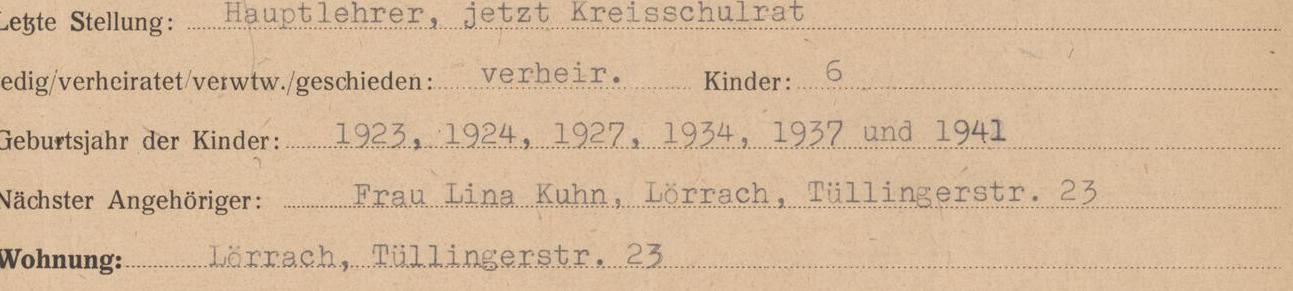 Letzte Stellung: Hauptlehrer, jetzt Kreisschulrat
ledig/verheiratet/verwtw./geschieden: verheir. Kinder: 6
Geburtsjahr der Kinder: 1923, 1924, 1927, 1934, 1937 und 1941
Nächster Angehöriger: Frau Lina Kuhn, Lörrach, Tüllingerstr. 23
Wohnung: Lörrach, Tüllingerstr. 23